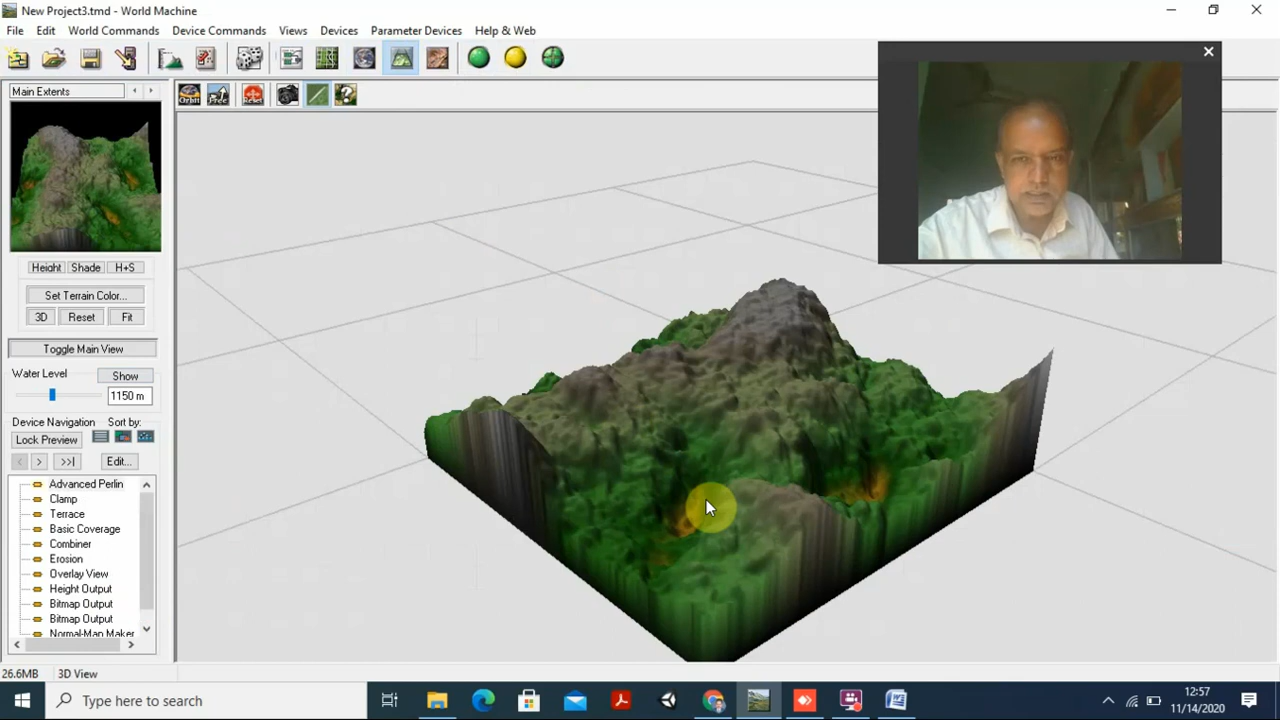 New Project3.tmd - World Machine
File Edit World Commands Device Commands Views Devices Parameter Devices Help & Web
Main Extents
Orbit Free Reset
Height Shade H+S
Set Terrain Color...
3D Reset Fit
Toggle Main View
Water Level Show
1150 m
Device Navigation Sort by:
Lock Preview
Edit...
Advanced Perlin
Clamp
Terrace
Basic Coverage
Combiner
Erosion
Overlay View
Height Output
Bitmap Output
Bitmap Output
Normal-Map Maker
26.6MB 3D View
Type here to search
12:57
11/14/2020